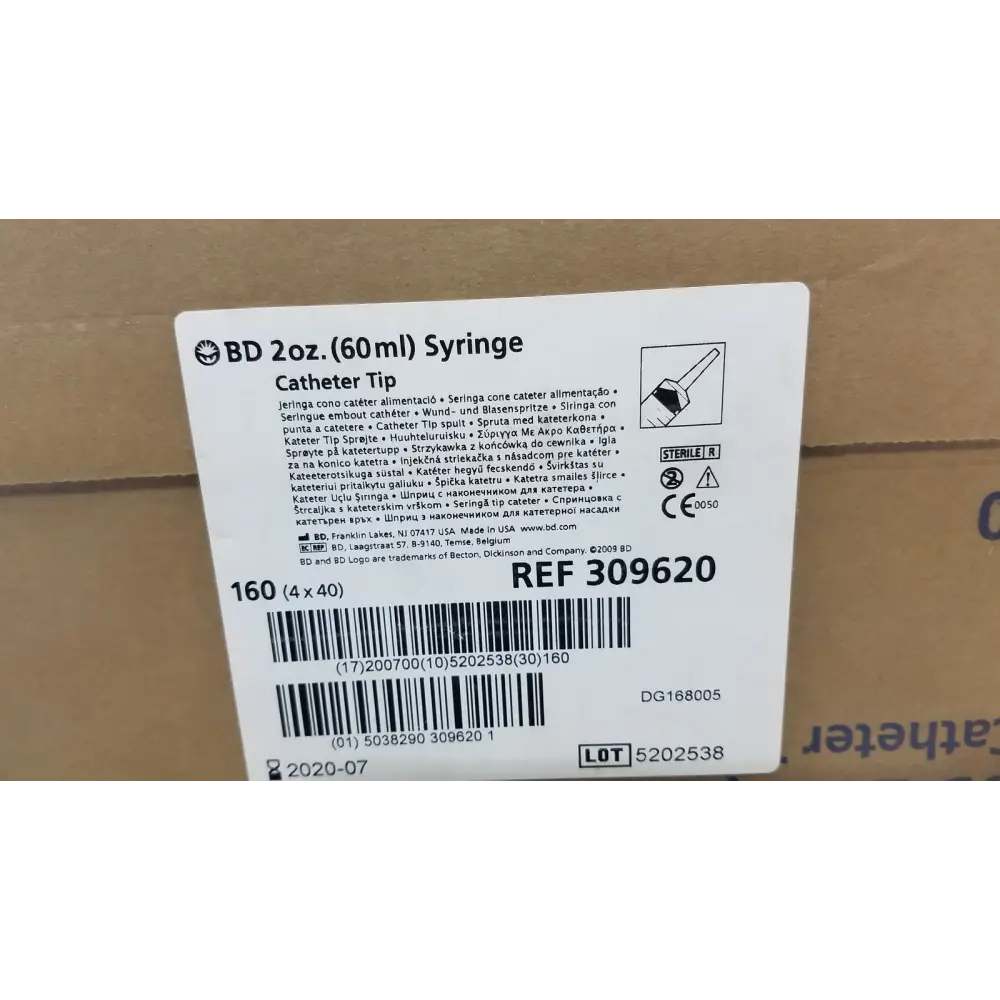 BD 2oz. (60ml) Syringe
Catheter Tip
Jeringa cono catéter alimentació • Seringa cone cateter alimentação •
Seringue embout cathéter • Wund- und Blasenspritze • Siringa con
punta a catetere • Catheter Tip spuit • Spruta med kateterkona •
Kateter Tip Sprøjte • Huuhteluruisku • Σύριγγα Με Ακρο Καθετήρα •
Sprøyte på katetertupp • Strzykawka z końcówką do cewnika • Igla
za na konico katetra • Injekčná striekačka s násadcom pre katéter •
Kateeterotsikuga süstal • Katéter hegyű fecskendő • Švirkštas su
kateteriui pritaikytu galiuku • Špička katetru • Katetra smailes šļirce •
Kateter Uçlu Şırınga • Шприц с наконечником для катетера •
Štrcaljka s kateterskim vrškom • Seringă tip cateter • Спринцовка с
катетърен връх • Шприц з наконечником для катетерної насадки
BD, Franklin Lakes, NJ 07417 USA Made in USA www.bd.com
EC REP BD, Laagstraat 57, B-9140, Temse, Belgium
BD and BD Logo are trademarks of Becton, Dickinson and Company. ©2009 BD
STERILE R
2
CE 0050
160 (4 x 40)
REF 309620
(17)200700(10)5202538(30)160
(01) 5038290 309620 1
DG168005
2020-07
LOT 5202538
Catheter